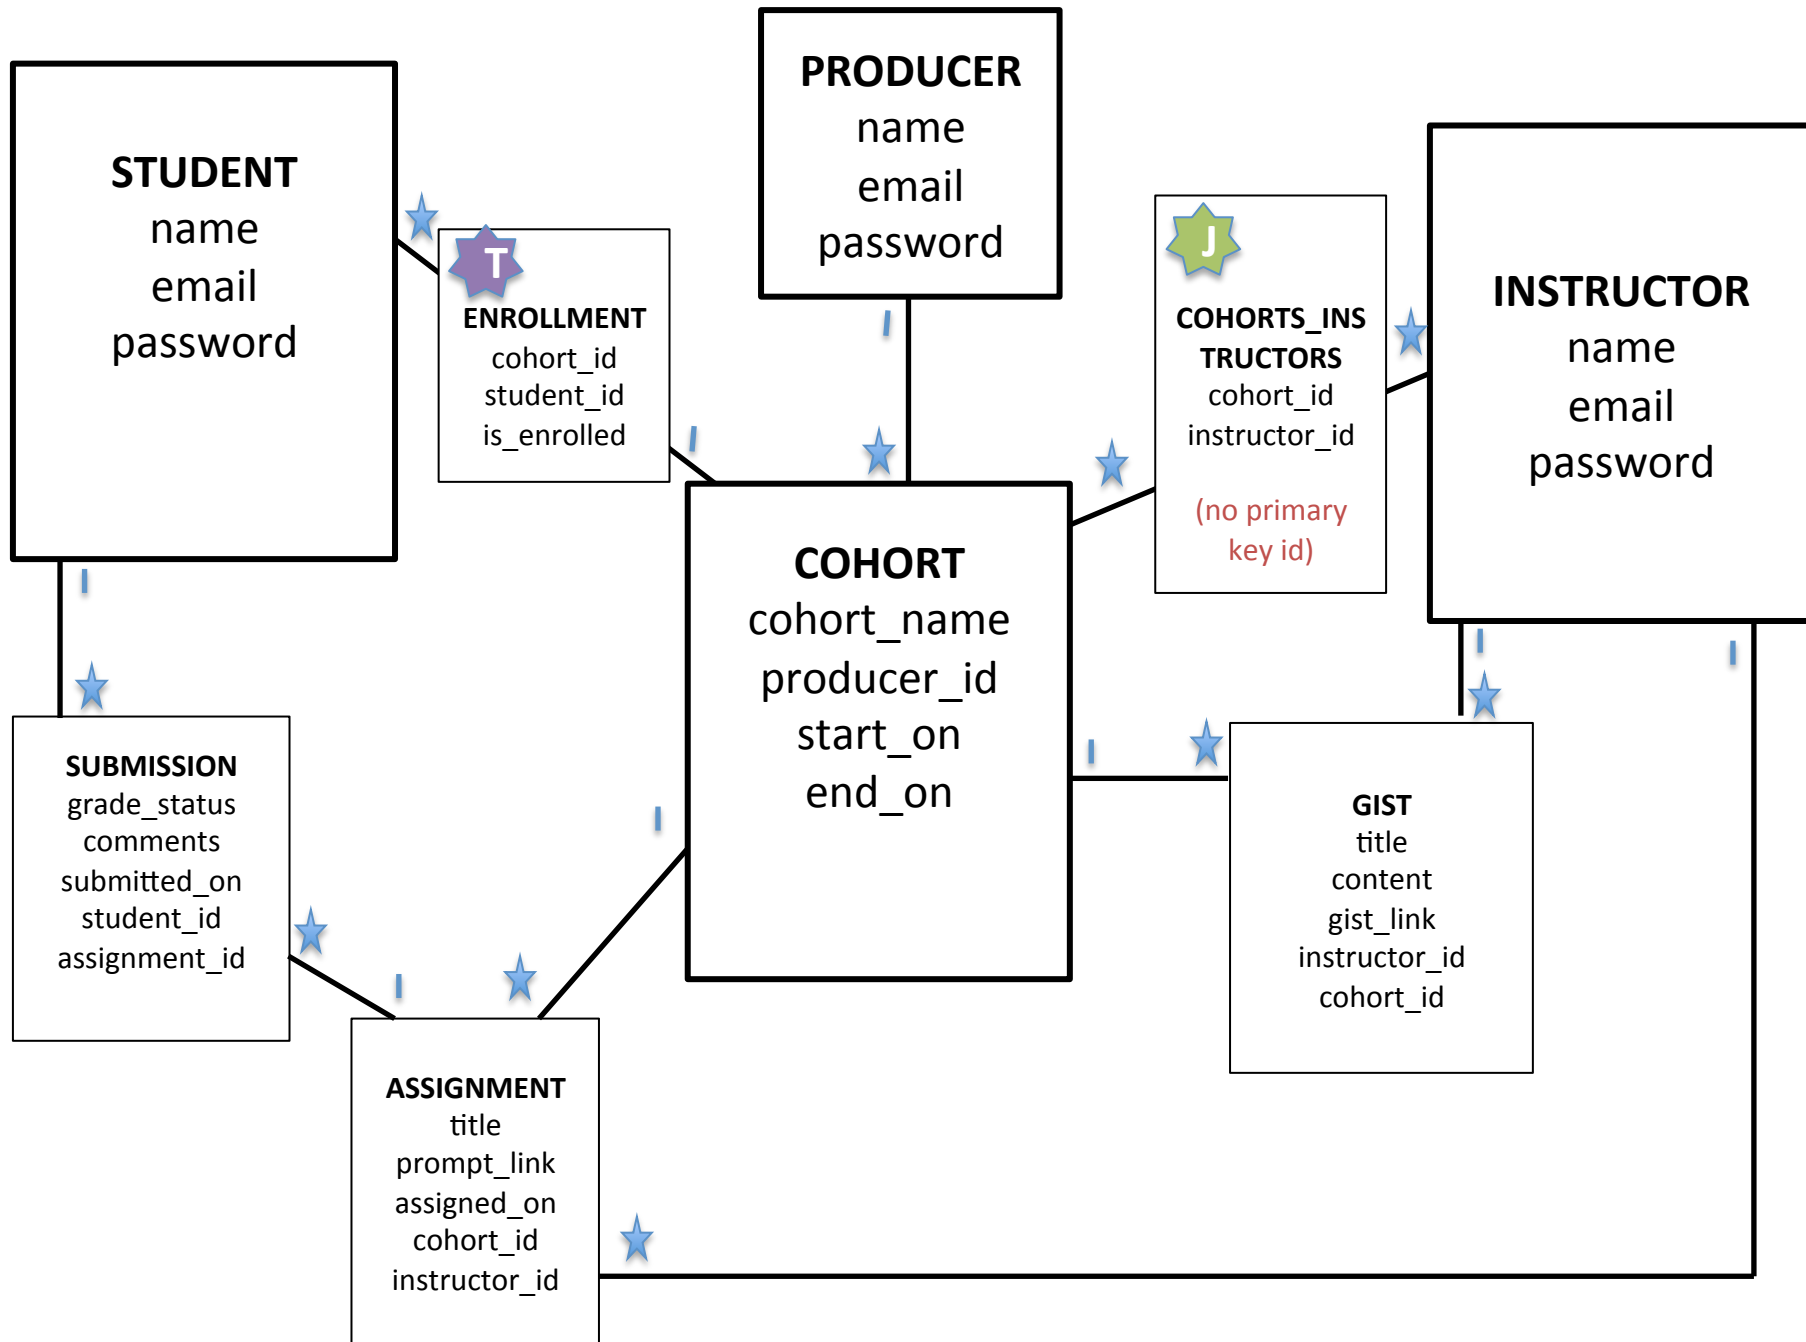 STUDENT
name
email
password
PRODUCER
name
email
password
INSTRUCTOR
name
email
password
T
ENROLLMENT
cohort_id
student_id
is_enrolled
J
COHORTS_INS
TRUCTORS
cohort_id
instructor_id
(no primary
key id)
COHORT
cohort_name
producer_id
start_on
end_on
SUBMISSION
grade_status
comments
submitted_on
student_id
assignment_id
GIST
title
content
gist_link
instructor_id
cohort_id
ASSIGNMENT
title
prompt_link
assigned_on
cohort_id
instructor_id